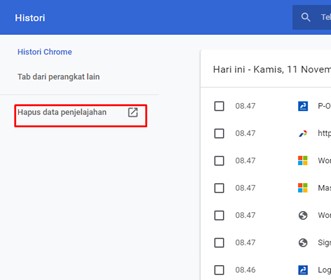 Histori
Histori Chrome
Tab dari perangkat lain
Hapus data penjelajahan
Hari ini - Kamis, 11 Novem
08.47 P-O
08.47 http
08.47 Wor
08.47 Mas
08.47 Wor
08.47 Sign
08.46 Log